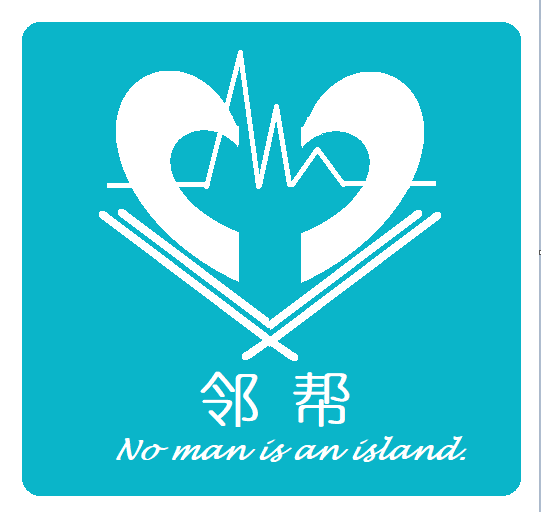 邻 帮
No man is an island.